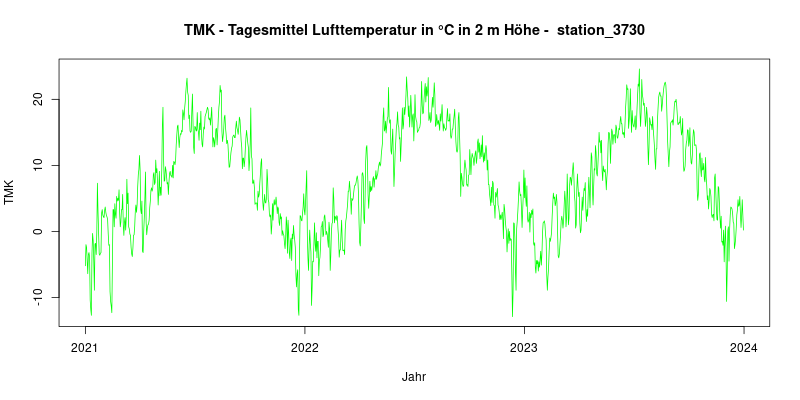 TMK - Tagesmittel Lufttemperatur in °C in 2 m Höhe -  station_3730
TMK
20
10
0
-10
2021
2022
2023
2024
Jahr